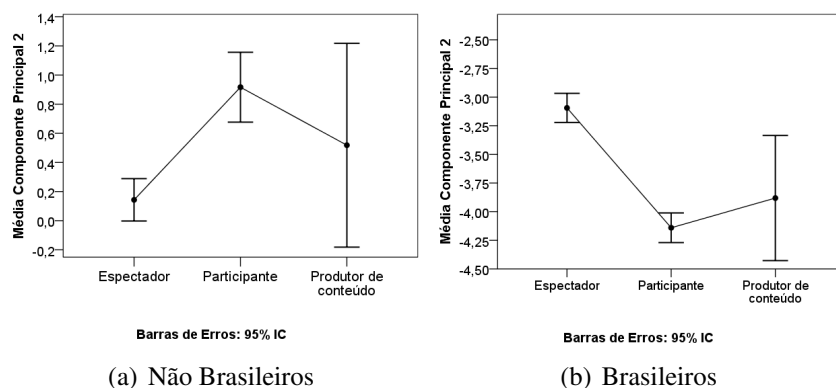 Média Componente Principal 2
1,4
1,2
1,0
0,8
0,6
0,4
0,2
0,0
-0,2
Espectador
Participante
Produtor de
conteúdo
Barras de Erros: 95% IC
(a) Não Brasileiros
Média Componente Principal 2
-2,50
-2,75
-3,00
-3,25
-3,50
-3,75
-4,00
-4,25
-4,50
Espectador
Participante
Produtor de
conteúdo
Barras de Erros: 95% IC
(b) Brasileiros